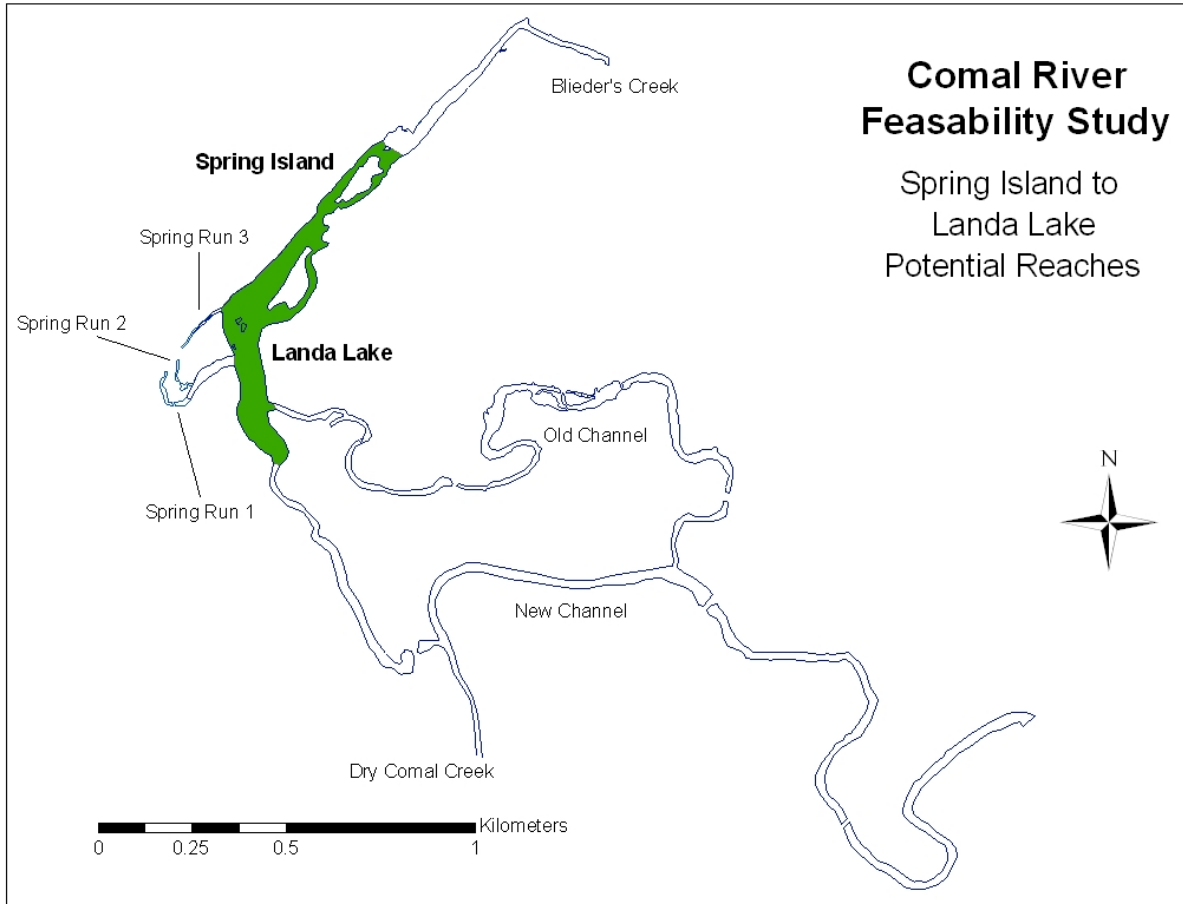 Comal River
Feasability Study
Spring Island to
Landa Lake
Potential Reaches
Blieder's Creek
Spring Island
Spring Run 3
Spring Run 2
Landa Lake
Old Channel
Spring Run 1
N
New Channel
Dry Comal Creek
Kilometers
0 0.25 0.5 1